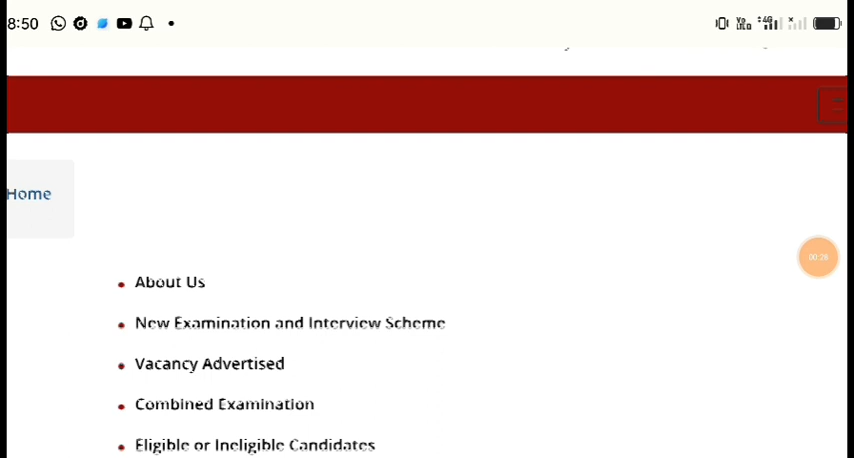 8:50
4G
Home
00:28
About Us
New Examination and Interview Scheme
Vacancy Advertised
Combined Examination
Eligible or Ineligible Candidates